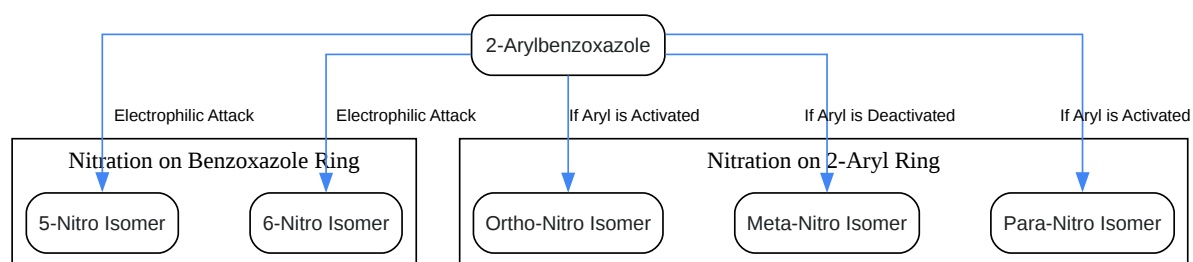 2-Arylbenzoxazole
Electrophilic Attack
Electrophilic Attack
If Aryl is Activated
If Aryl is Deactivated
If Aryl is Activated
Nitration on Benzoxazole Ring
Nitration on 2-Aryl Ring
5-Nitro Isomer
6-Nitro Isomer
Ortho-Nitro Isomer
Meta-Nitro Isomer
Para-Nitro Isomer